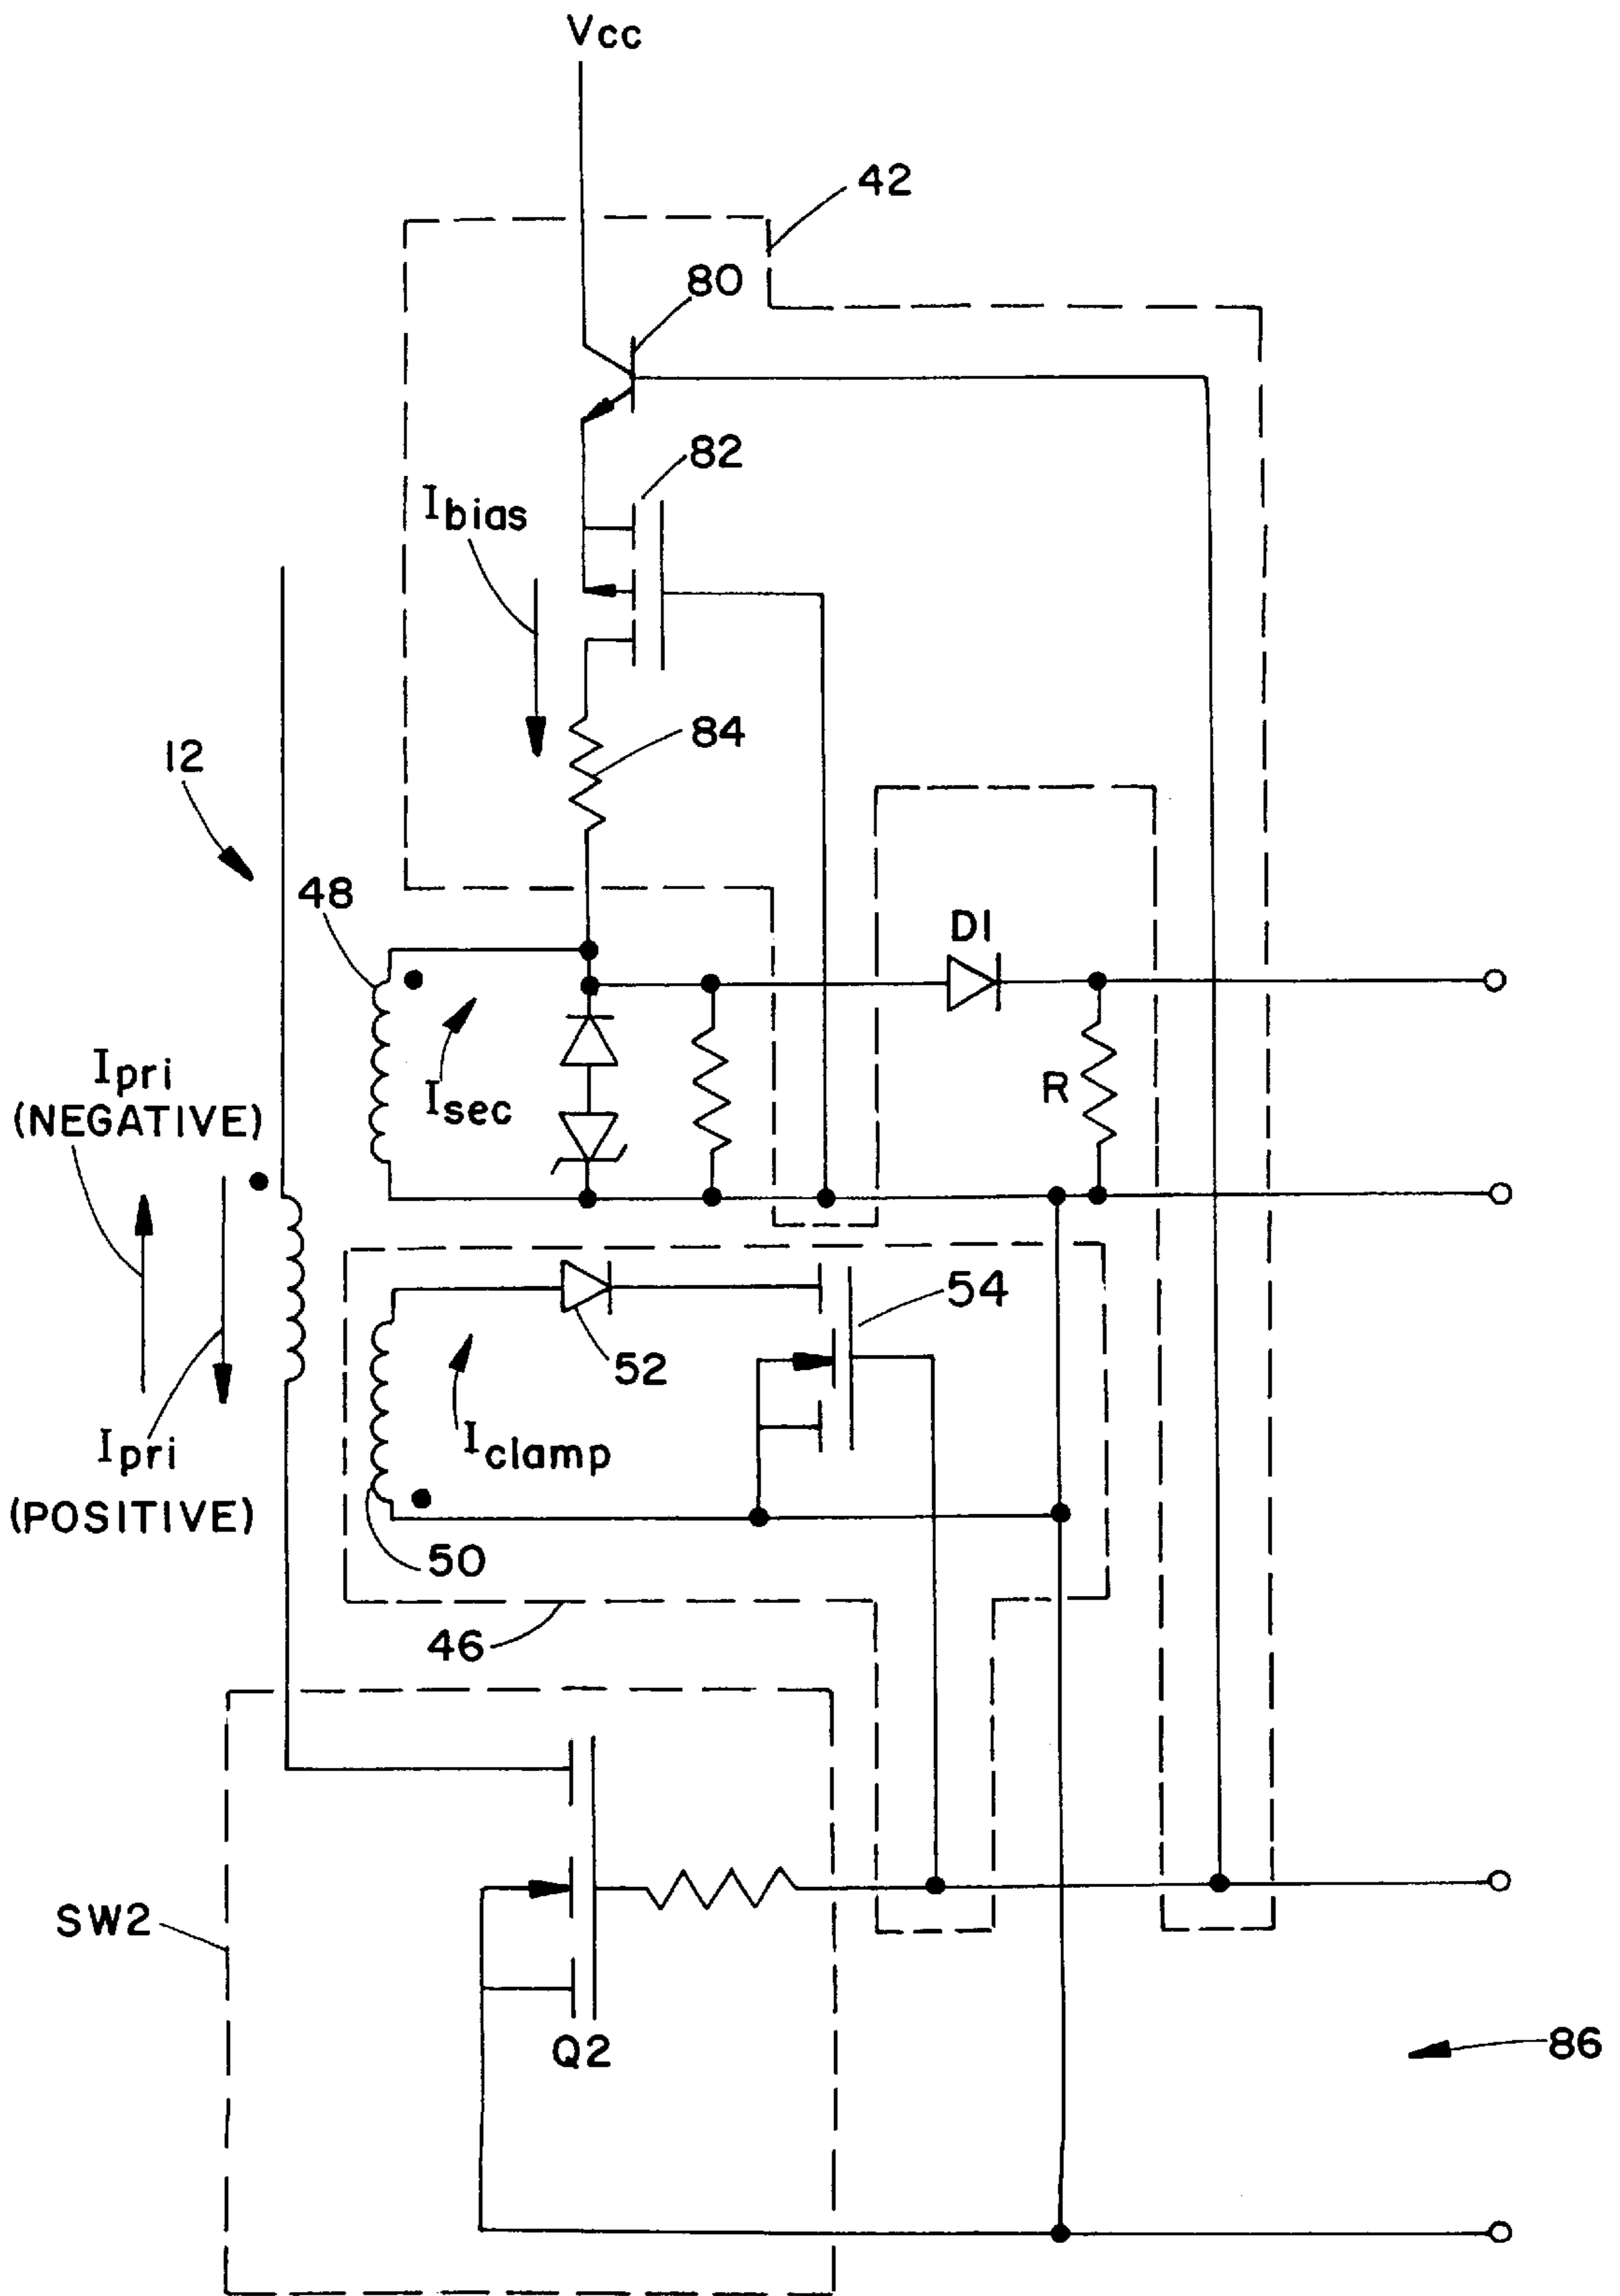 Vcc
42
80
82
Ibias
84
12
48
D1
Ipri
(NEGATIVE)
Isec
R
54
52
Iclamp
Ipri
(POSITIVE)
50
46
SW2
Q2
86